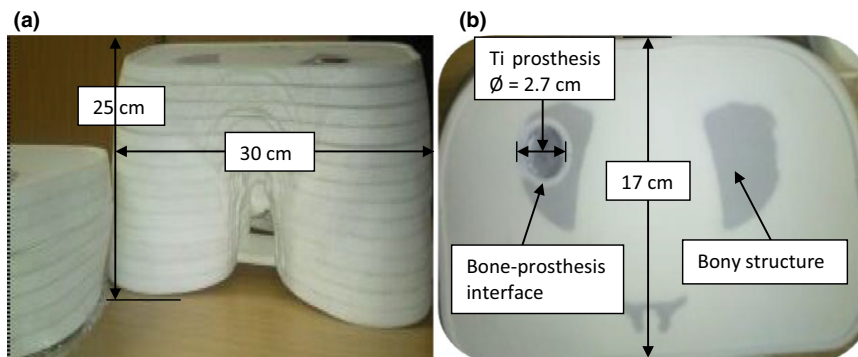 (a)
25 cm
30 cm
(b)
Ti prosthesis
Ø = 2.7 cm
17 cm
Bone-prosthesis
interface
Bony structure